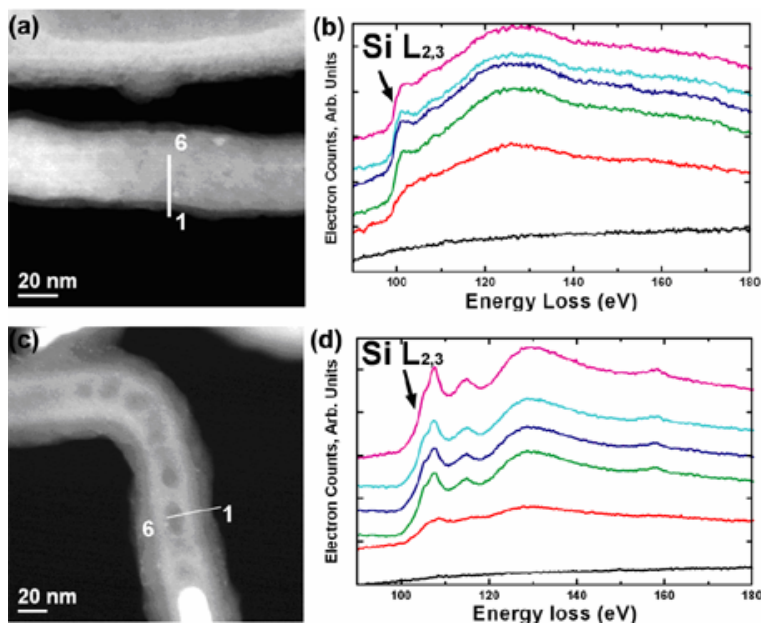 (a)
6
1
20 nm
(b)
Si L2,3
Electron Counts, Arb. Units
100 120 140 160 180
Energy Loss (eV)
(c)
6
1
20 nm
(d)
Si L2,3
Electron Counts, Arb. Units
100 120 140 160 180
Energy loss (eV)